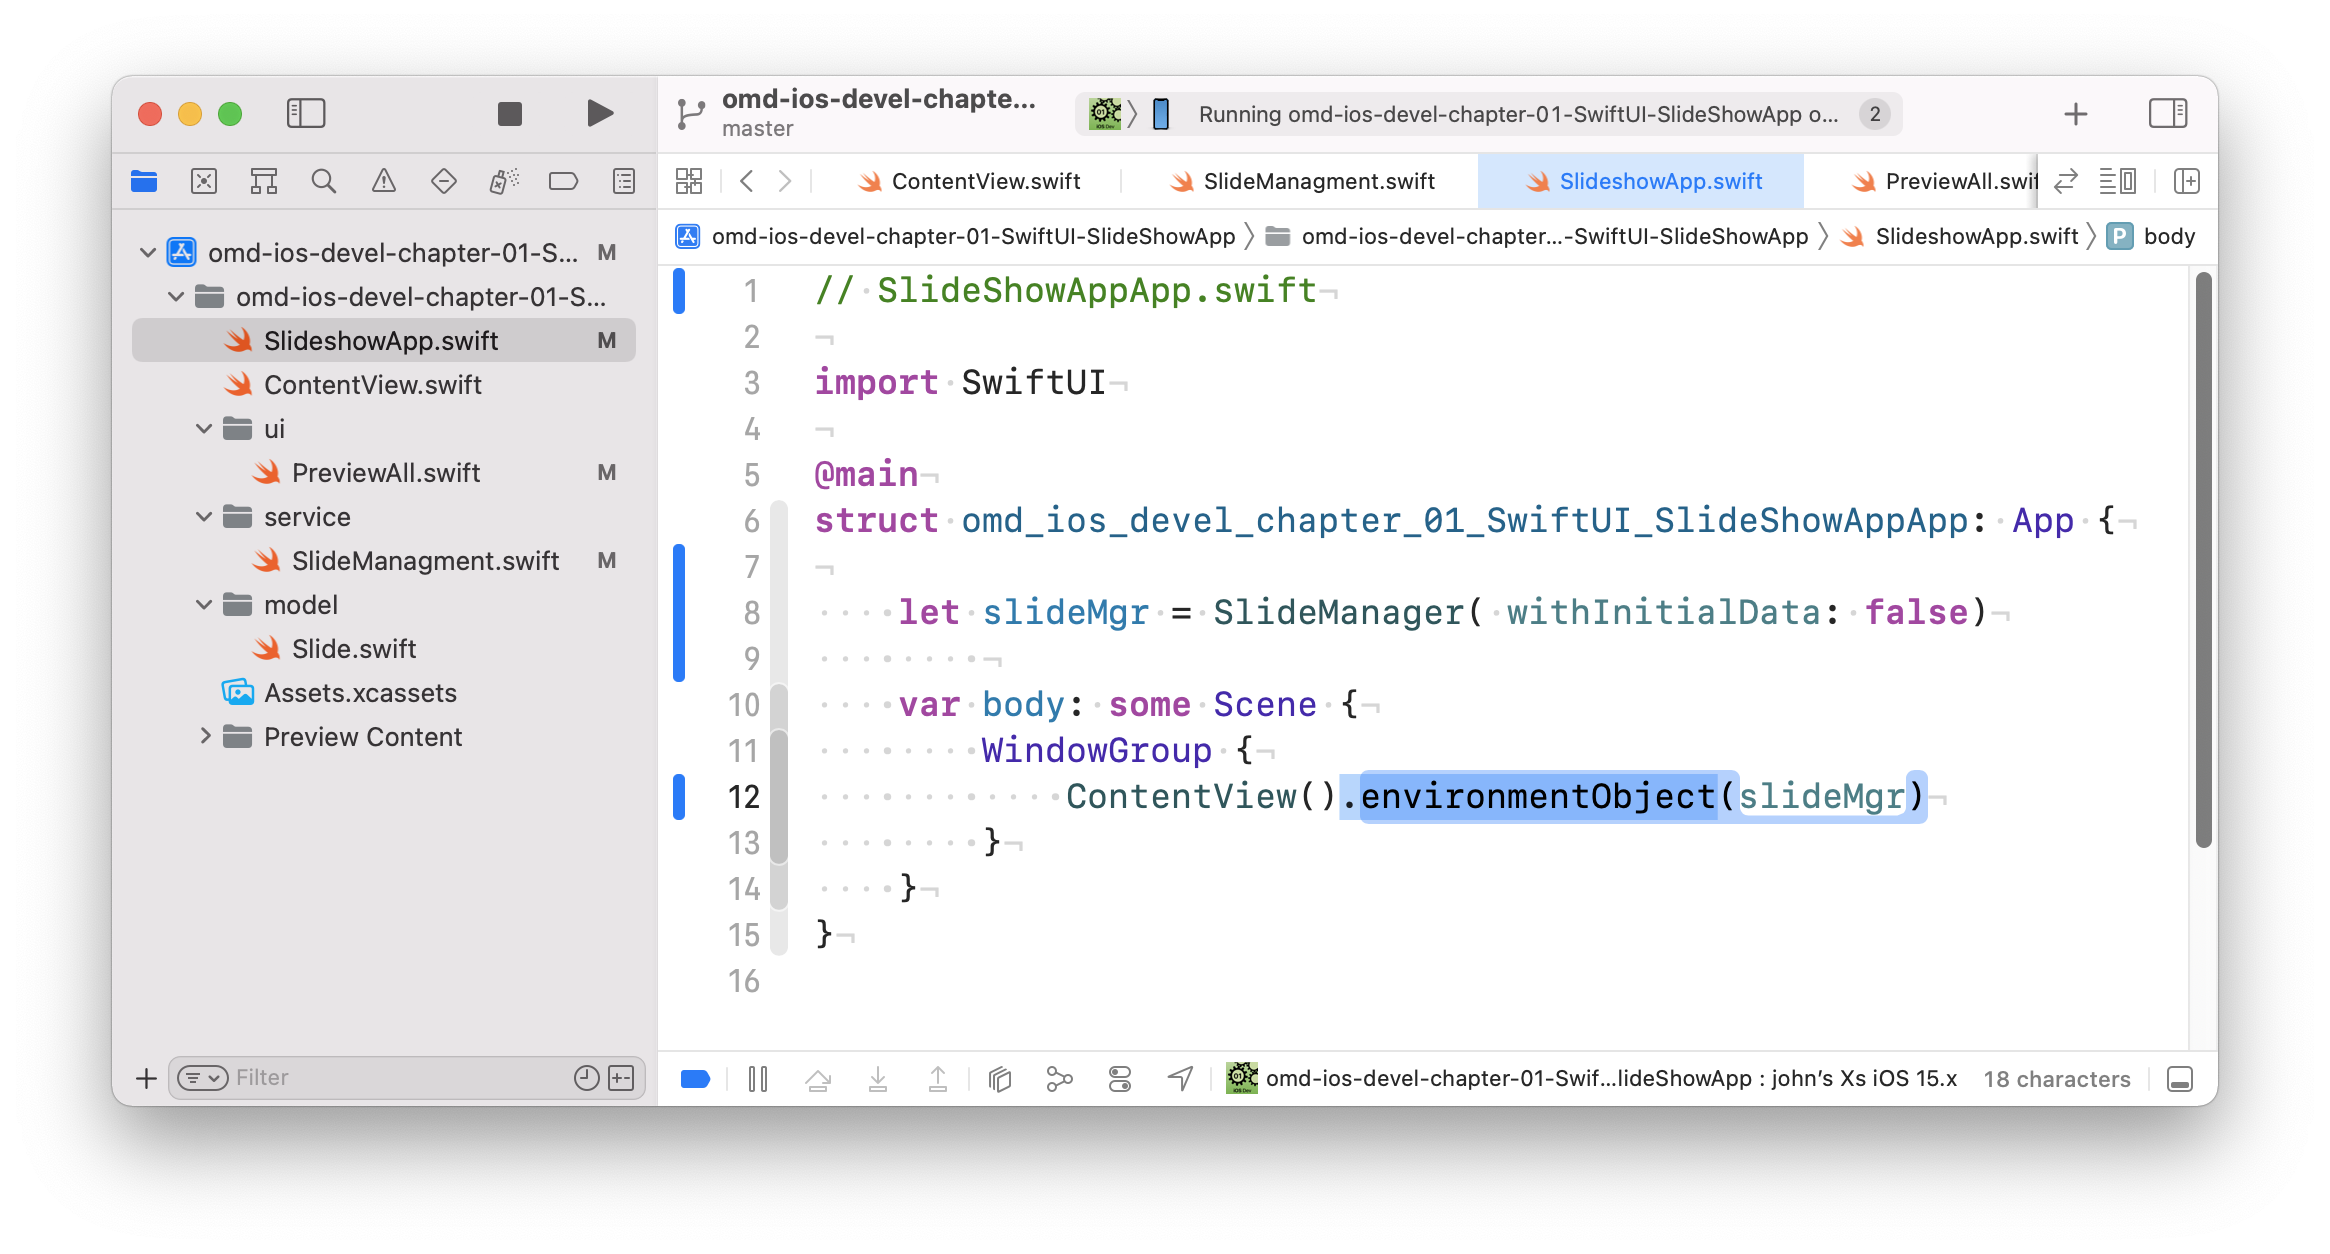 omd-ios-devel-chapte...
master
Running omd-ios-devel-chapter-01-SwiftUI-SlideShowApp o... 2
ContentView.swift
SlideManagment.swift
SlideshowApp.swift
PreviewAll.swif
omd-ios-devel-chapter-01-SwiftUI-SlideShowApp
omd-ios-devel-chapter...-SwiftUI-SlideShowApp
SlideshowApp.swift
P body
omd-ios-devel-chapter-01-S... M
omd-ios-devel-chapter-01-S...
SlideshowApp.swift M
ContentView.swift
ui
PreviewAll.swift M
service
SlideManagment.swift M
model
Slide.swift
Assets.xcassets
Preview Content
Filter
1 // SlideShowAppApp.swift
2
3 import SwiftUI
4
5 @main
6 struct omd_ios_devel_chapter_01_SwiftUI_SlideShowAppApp: App {
7
8 let slideMgr = SlideManager( withInitialData: false)
9
10 var body: some Scene {
11 WindowGroup {
12 ContentView().environmentObject(slideMgr)
13 }
14 }
15 }
16
omd-ios-devel-chapter-01-Swif...lideShowApp : john’s Xs iOS 15.x
18 characters